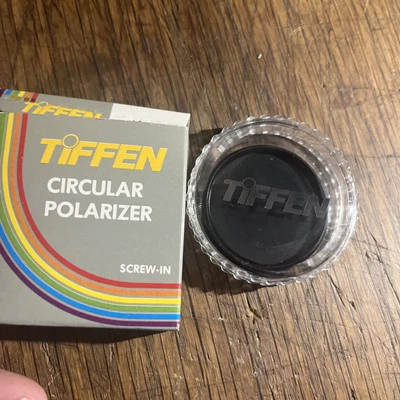 TIFFEN
TIFFEN
CIRCULAR
POLARIZER
SCREW-IN
TIFFEN